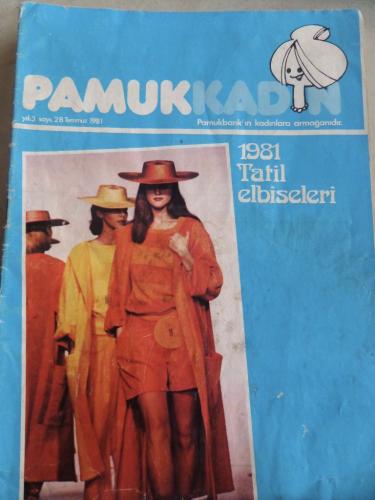 PAMUKKADIN
yıl.3 sayı. 28 Temmuz 1981
Pamukbank'ın kadınlara armağanıdır.
1981
Tatil
elbiseleri